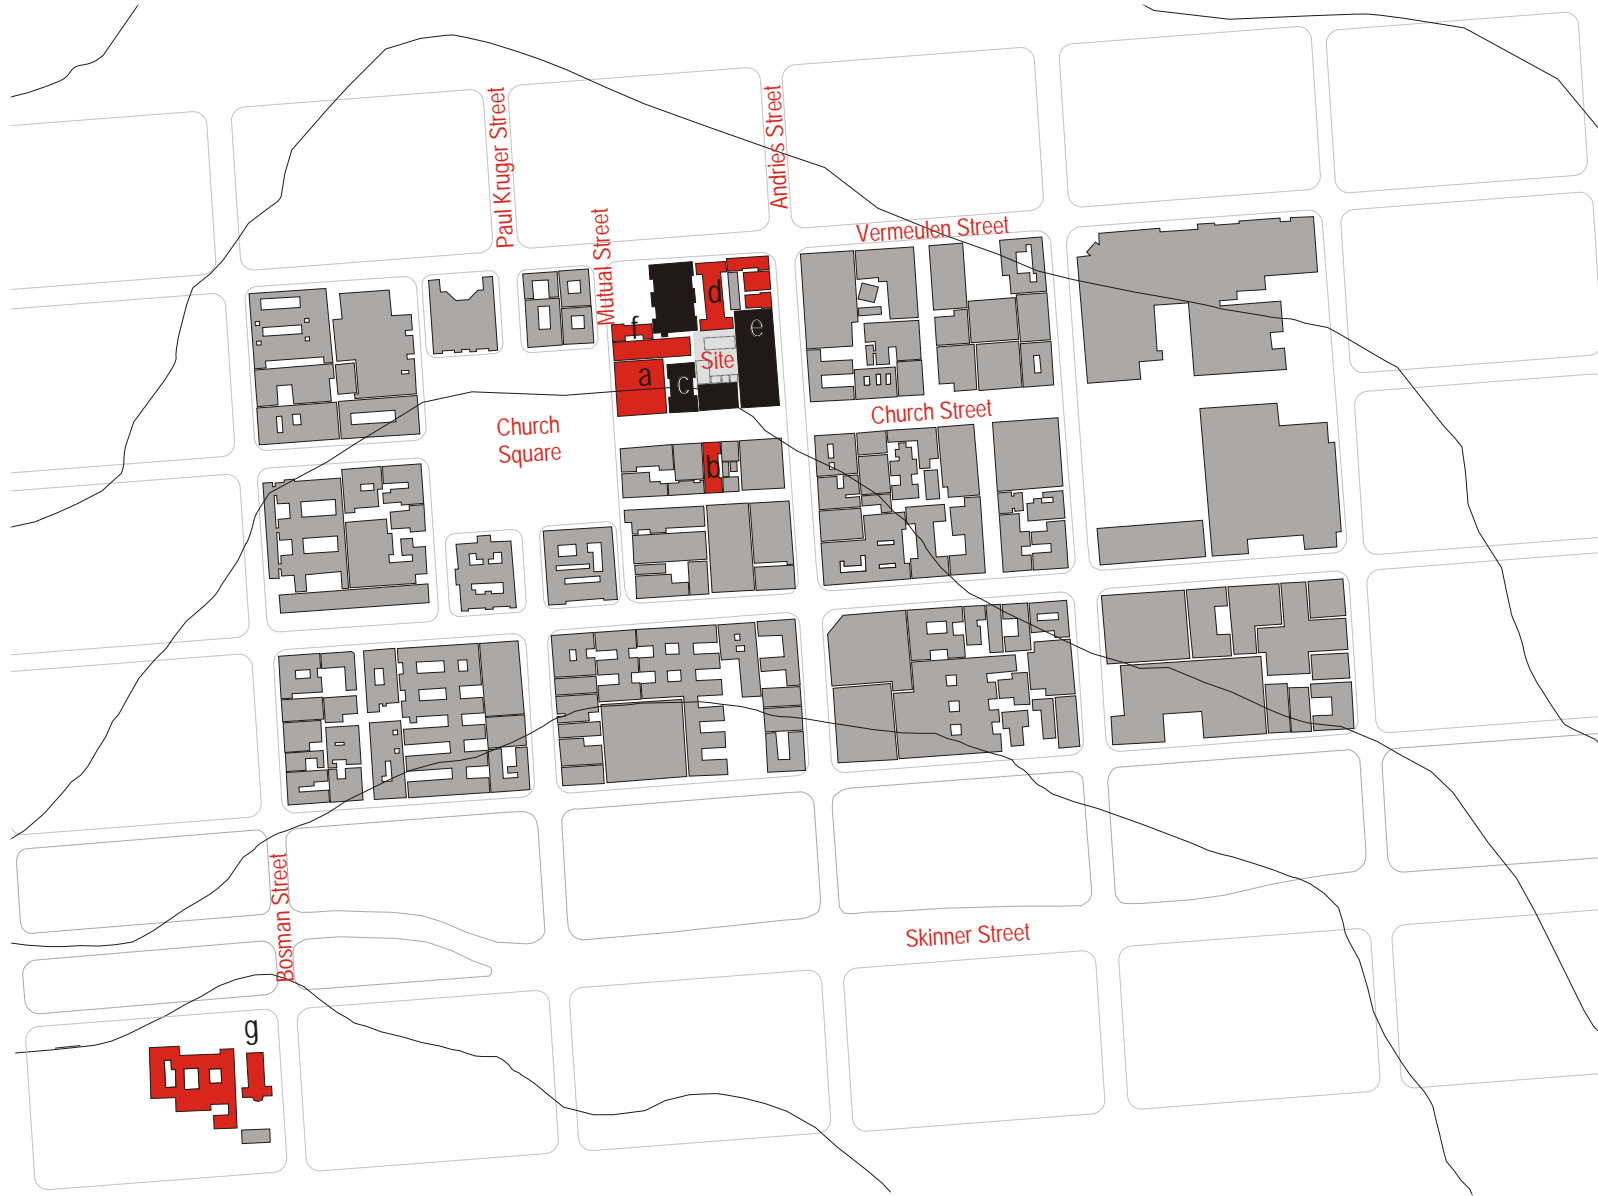 Paul Kruger Street
Andries Street
Mutual Street
Vermeulen Street
d
f
e
Site
a
c
Church Street
Church
Square
b
Bosman Street
Skinner Street
g